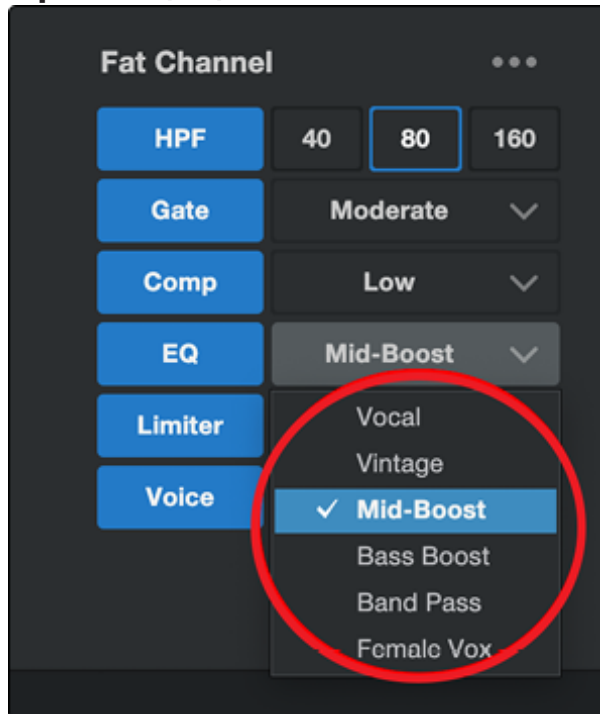 Fat Channel
HPF 40 80 160
Gate Moderate
Comp Low
EQ Mid-Boost
Limiter
Vocal
Vintage
Voice
Mid-Boost
Bass Boost
Band Pass
Female Vox